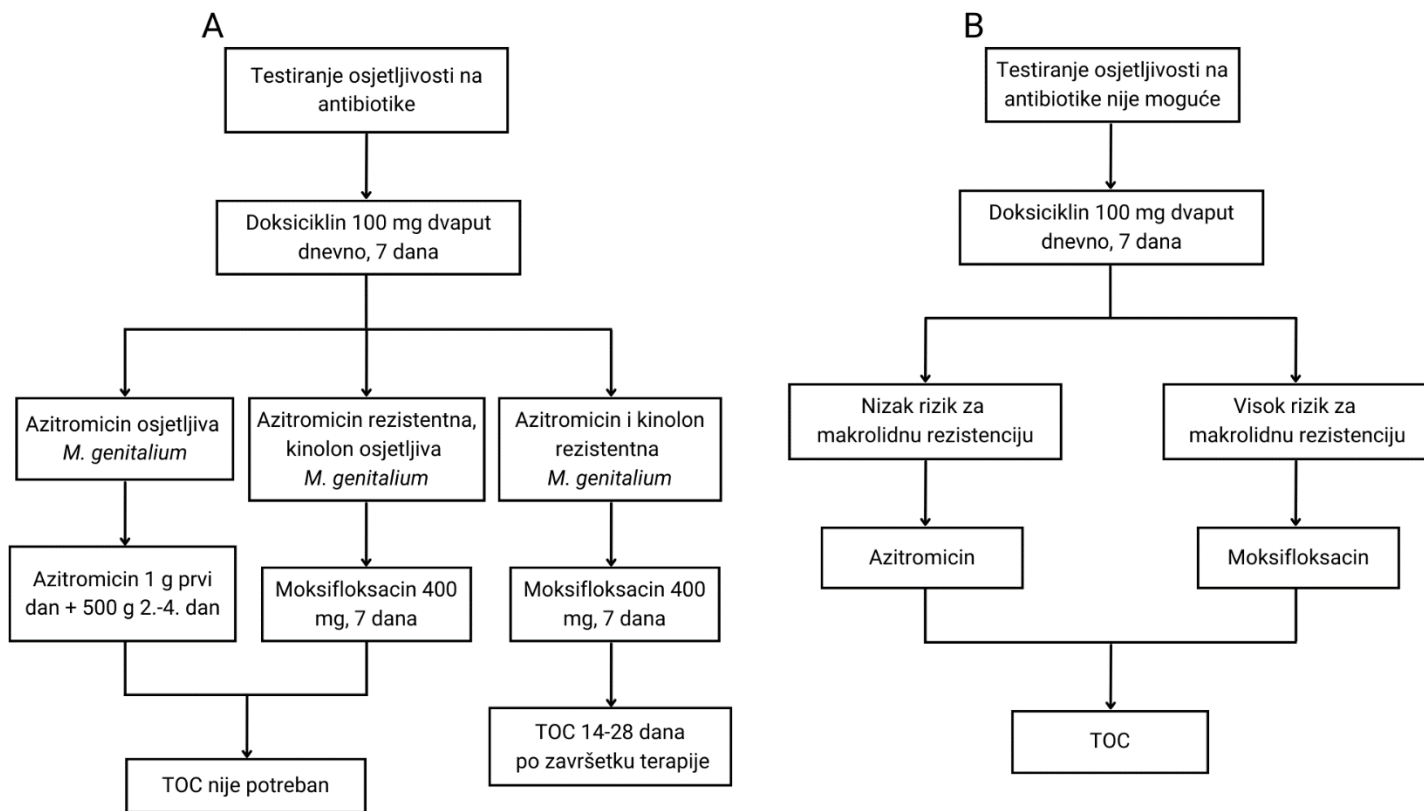 A
Testiranje osjetljivosti na
antibiotike
Doksiciklin 100 mg dvaput
dnevno, 7 dana
Azitromicin osjetljiva
M. genitalium
Azitromicin rezistentna,
kinolon osjetljiva
M. genitalium
Azitromicin i kinolon
rezistentna
M. genitalium
Azitromicin 1 g prvi
dan + 500 g 2.-4. dan
Moksifloksacin 400
mg, 7 dana
Moksifloksacin 400
mg, 7 dana
TOC nije potreban
TOC 14-28 dana
po završetku terapije
B
Testiranje osjetljivosti na
antibiotike nije moguće
Doksiciklin 100 mg dvaput
dnevno, 7 dana
Nizak rizik za
makrolidnu rezistenciju
Visok rizik za
makrolidnu rezistenciju
Azitromicin
Moksifloksacin
TOC